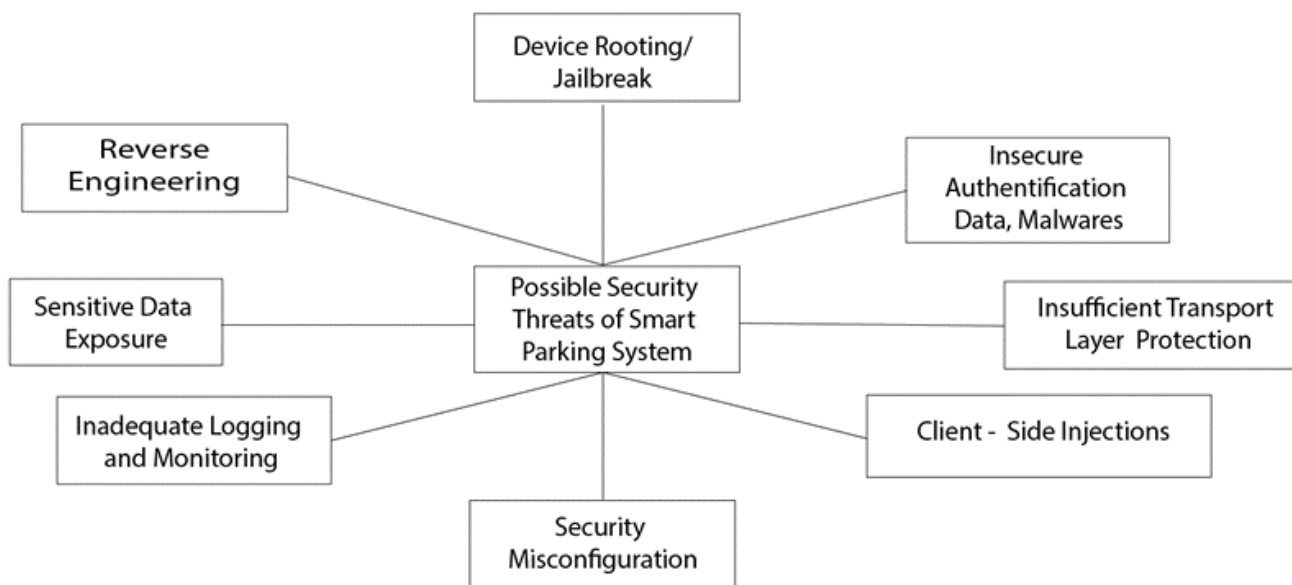 Device Rooting/
Jailbreak
Reverse
Engineering
Insecure
Authentification
Data, Malwares
Sensitive Data
Exposure
Possible Security
Threats of Smart
Parking System
Insufficient Transport
Layer Protection
Inadequate Logging
and Monitoring
Client - Side Injections
Security
Misconfiguration